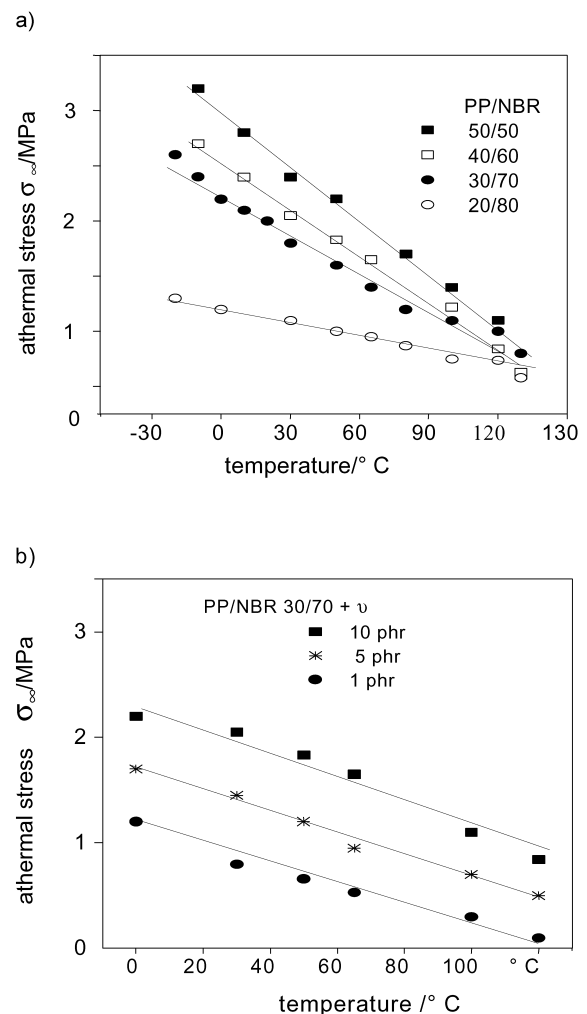 a)
athermal stress σ ∞/MPa
3
2
1
0
PP/NBR
50/50
40/60
30/70
20/80
-30 0 30 60 90 120 130
temperature/° C
b)
athermal stress σ∞/MPa
3
2
1
0
PP/NBR 30/70 + υ
10 phr
5 phr
1 phr
0 20 40 60 80 100 ° C
temperature /° C